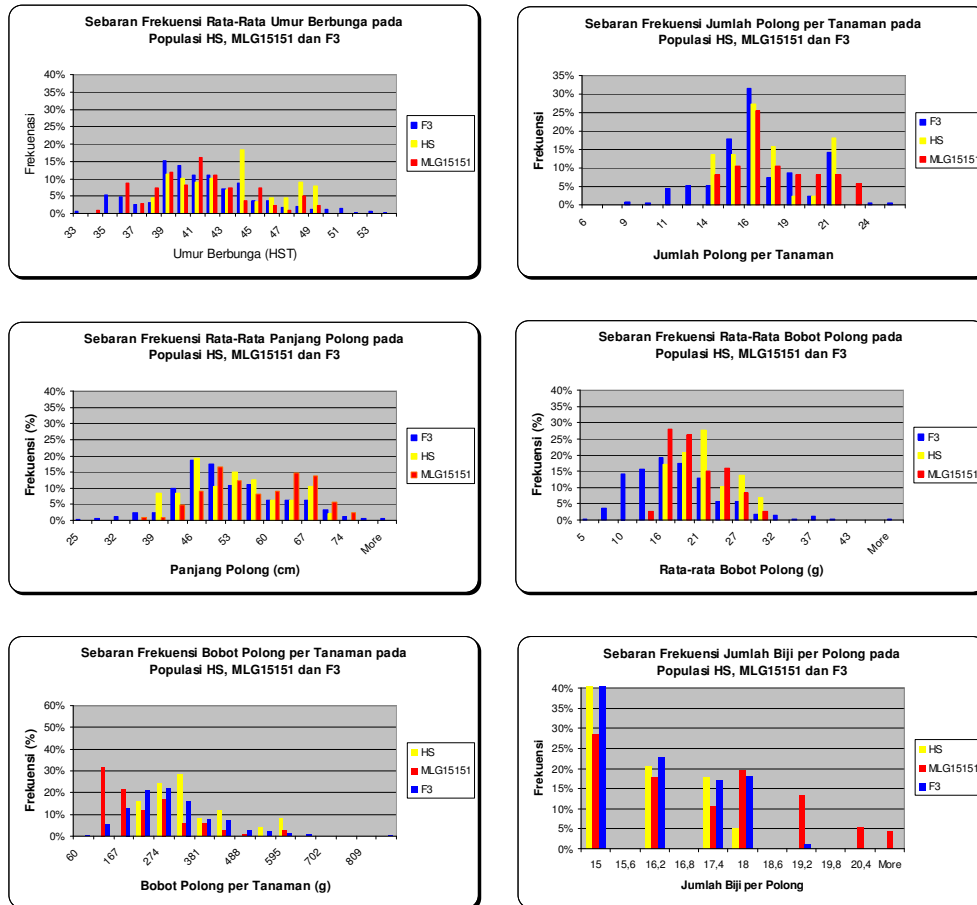 Sebaran Frekuensi Rata-Rata Umur Berbunga pada
Populasi HS, MLG15151 dan F3
40%
35%
30%
25%
20%
15%
10%
5%
0%
Frekuenasi
33
35
37
39
41
43
45
47
49
51
53
Umur Berbunga (HST)
F3
HS
MLG15151
Sebaran Frekuensi Jumlah Polong per Tanaman pada
Populasi HS, MLG15151 dan F3
35%
30%
25%
20%
15%
10%
5%
0%
Frekuensi
6
9
11
14
16
19
21
24
Jumlah Polong per Tanaman
F3
HS
MLG15151
Sebaran Frekuensi Rata-Rata Panjang Polong pada
Populasi HS, MLG15151 dan F3
40%
35%
30%
25%
20%
15%
10%
5%
0%
Frekuensi (%)
25
32
39
46
53
60
67
74
More
Panjang Polong (cm)
F3
HS
MLG15151
Sebaran Frekuensi Rata-Rata Bobot Polong pada
Populasi HS, MLG15151 dan F3
40%
35%
30%
25%
20%
15%
10%
5%
0%
Frekuensi (%)
5
10
16
21
27
32
37
43
More
Rata-rata Bobot Polong (g)
F3
HS
MLG15151
Sebaran Frekuensi Bobot Polong per Tanaman pada
Populasi HS, MLG15151 dan F3
60%
50%
40%
30%
20%
10%
0%
Frekuensi (%)
60
167
274
381
488
595
702
809
Bobot Polong per Tanaman (g)
HS
MLG15151
F3
Sebaran Frekuensi Jumlah Biji per Polong pada
Populasi HS, MLG15151 dan F3
40%
35%
30%
25%
20%
15%
10%
5%
0%
Frekuensi
15
15,6
16,2
16,8
17,4
18
18,6
19,2
19,8
20,4
More
Jumlah Biji per Polong
HS
MLG15151
F3